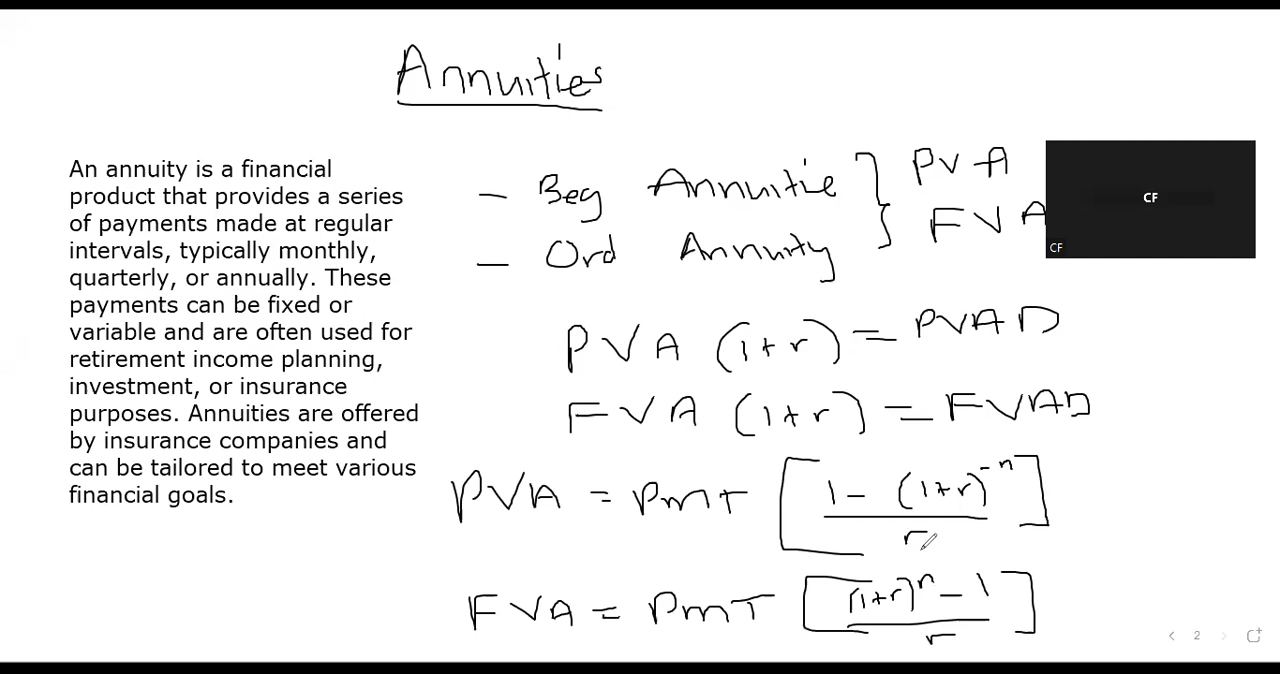 Annuities
An annuity is a financial
product that provides a series
of payments made at regular
intervals, typically monthly,
quarterly, or annually. These
payments can be fixed or
variable and are often used for
retirement income planning,
investment, or insurance
purposes. Annuities are offered
by insurance companies and
can be tailored to meet various
financial goals.
- Beg Annuitie } PVA
- Ord Annuity } FVA
PVA (1+r) = PVAD
FVA (1+r) = FVAD
PVA = PmT [ 1 - (1+r)^-n / r ]
FVA = PmT [ (1+r)^n - 1 / r ]
CF
CF
2